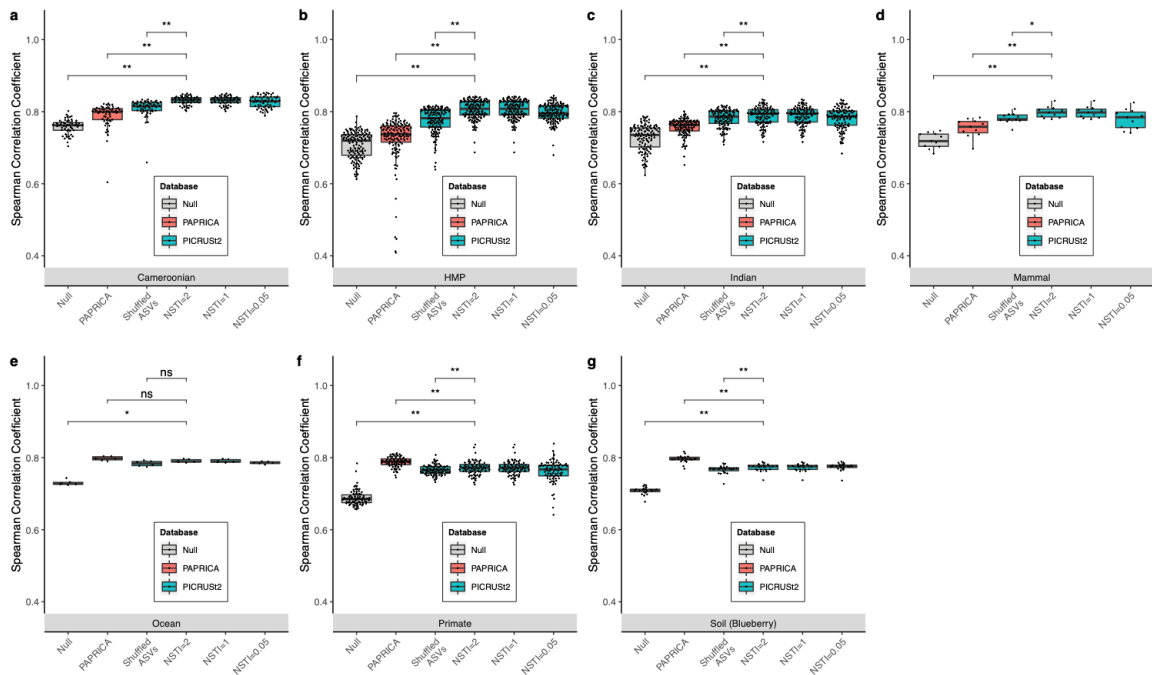 a
**
**
**
Spearman Correlation Coefficient
1.0
0.8
0.6
0.4
Database
Null
PAPRICA
PICRUSt2
Cameroonian
Null
PAPRICA
Shuffled
ASVs
NSTI=2
NSTI=1
NSTI=0.05
b
**
**
**
Spearman Correlation Coefficient
1.0
0.8
0.6
0.4
Database
Null
PAPRICA
PICRUSt2
HMP
Null
PAPRICA
Shuffled
ASVs
NSTI=2
NSTI=1
NSTI=0.05
c
**
**
**
Spearman Correlation Coefficient
1.0
0.8
0.6
0.4
Database
Null
PAPRICA
PICRUSt2
Indian
Null
PAPRICA
Shuffled
ASVs
NSTI=2
NSTI=1
NSTI=0.05
d
*
**
**
Spearman Correlation Coefficient
1.0
0.8
0.6
0.4
Database
Null
PAPRICA
PICRUSt2
Mammal
Null
PAPRICA
Shuffled
ASVs
NSTI=2
NSTI=1
NSTI=0.05
e
ns
ns
*
Spearman Correlation Coefficient
1.0
0.8
0.6
0.4
Database
Null
PAPRICA
PICRUSt2
Ocean
Null
PAPRICA
Shuffled
ASVs
NSTI=2
NSTI=1
NSTI=0.05
f
**
**
**
Spearman Correlation Coefficient
1.0
0.8
0.6
0.4
Database
Null
PAPRICA
PICRUSt2
Primate
Null
PAPRICA
Shuffled
ASVs
NSTI=2
NSTI=1
NSTI=0.05
g
**
**
**
Spearman Correlation Coefficient
1.0
0.8
0.6
0.4
Database
Null
PAPRICA
PICRUSt2
Soil (Blueberry)
Null
PAPRICA
Shuffled
ASVs
NSTI=2
NSTI=1
NSTI=0.05